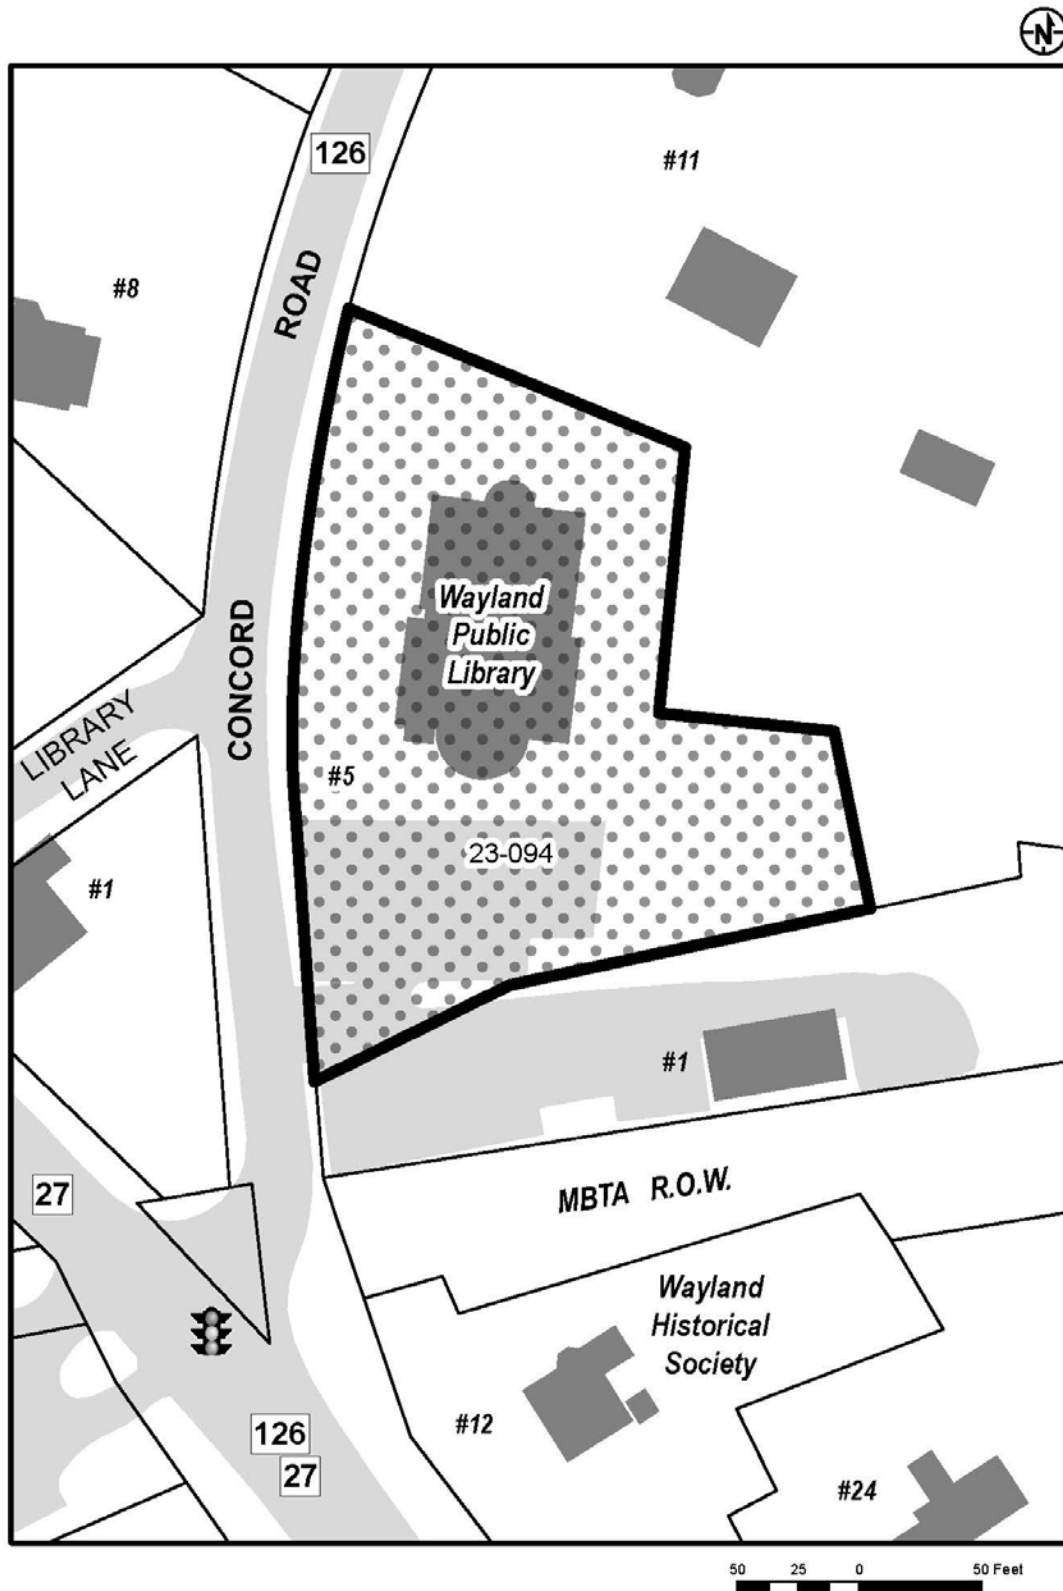 N
126
#11
#8
ROAD
Wayland
Public
Library
CONCORD
LIBRARY
LANE
#5
23-094
#1
#1
27
MBTA R.O.W.
Wayland
Historical
Society
126
27
#12
#24
50 25 0 50 Feet